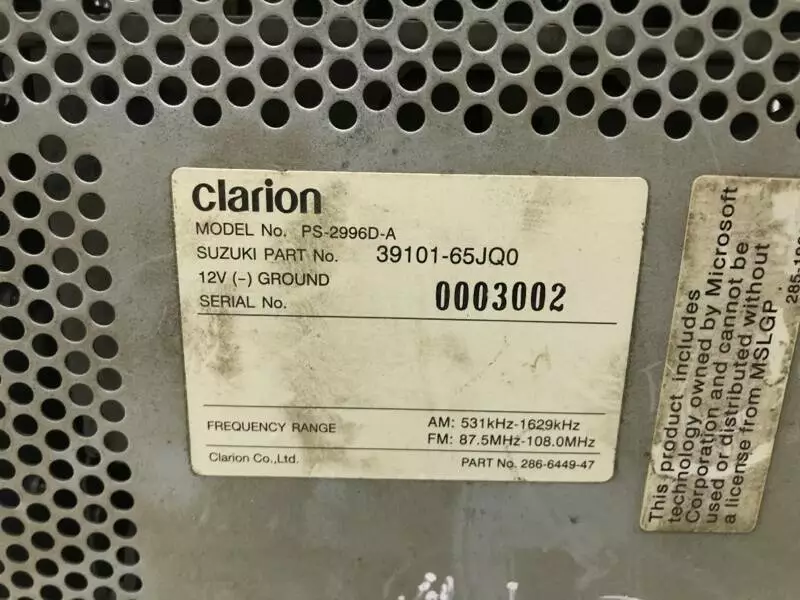 clarion
MODEL No. PS-2996D-A
SUZUKI PART No. 39101-65JQ0
12V (-) GROUND
SERIAL No. 0003002
FREQUENCY RANGE AM: 531kHz-1629kHz
FM: 87.5MHz-108.0MHz
Clarion Co.,Ltd. PART No. 286-6449-47
This product includes
technology owned by Microsoft
Corporation and cannot be
used or distributed without
a license from MSLGP